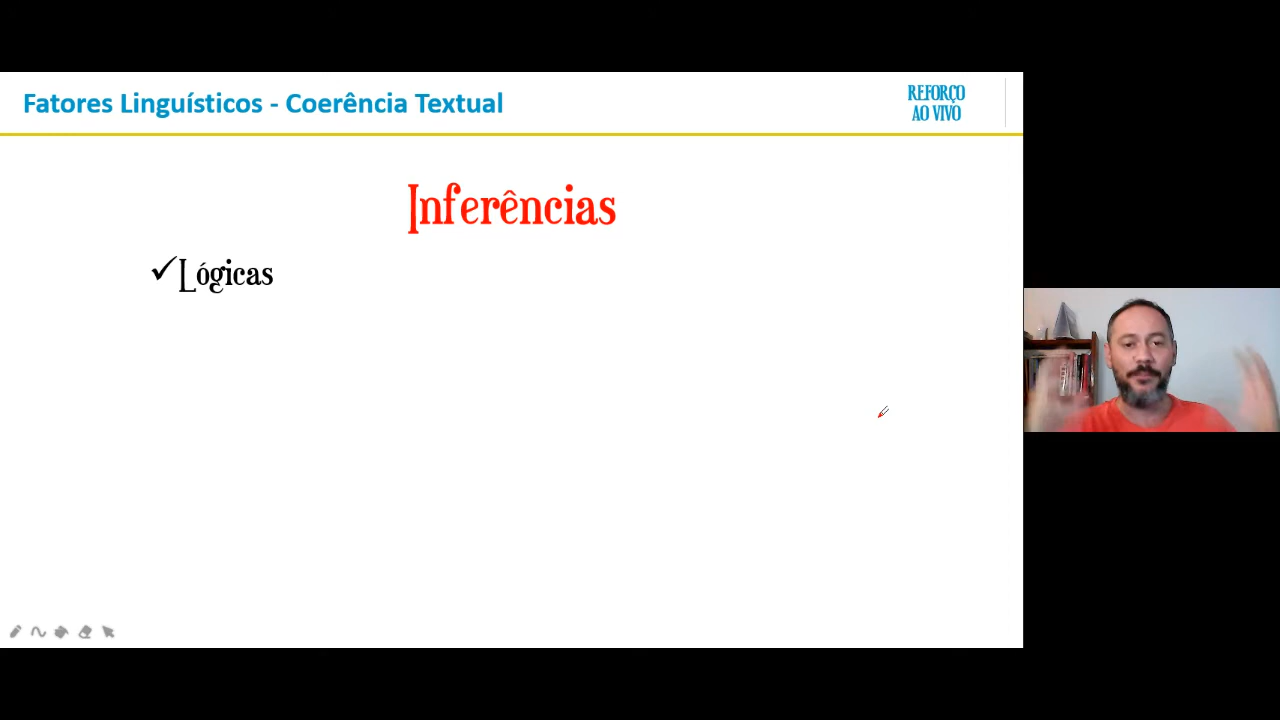 Fatores Linguísticos - Coerência Textual
REFORÇO
AO VIVO
Inferências
✓Lógicas